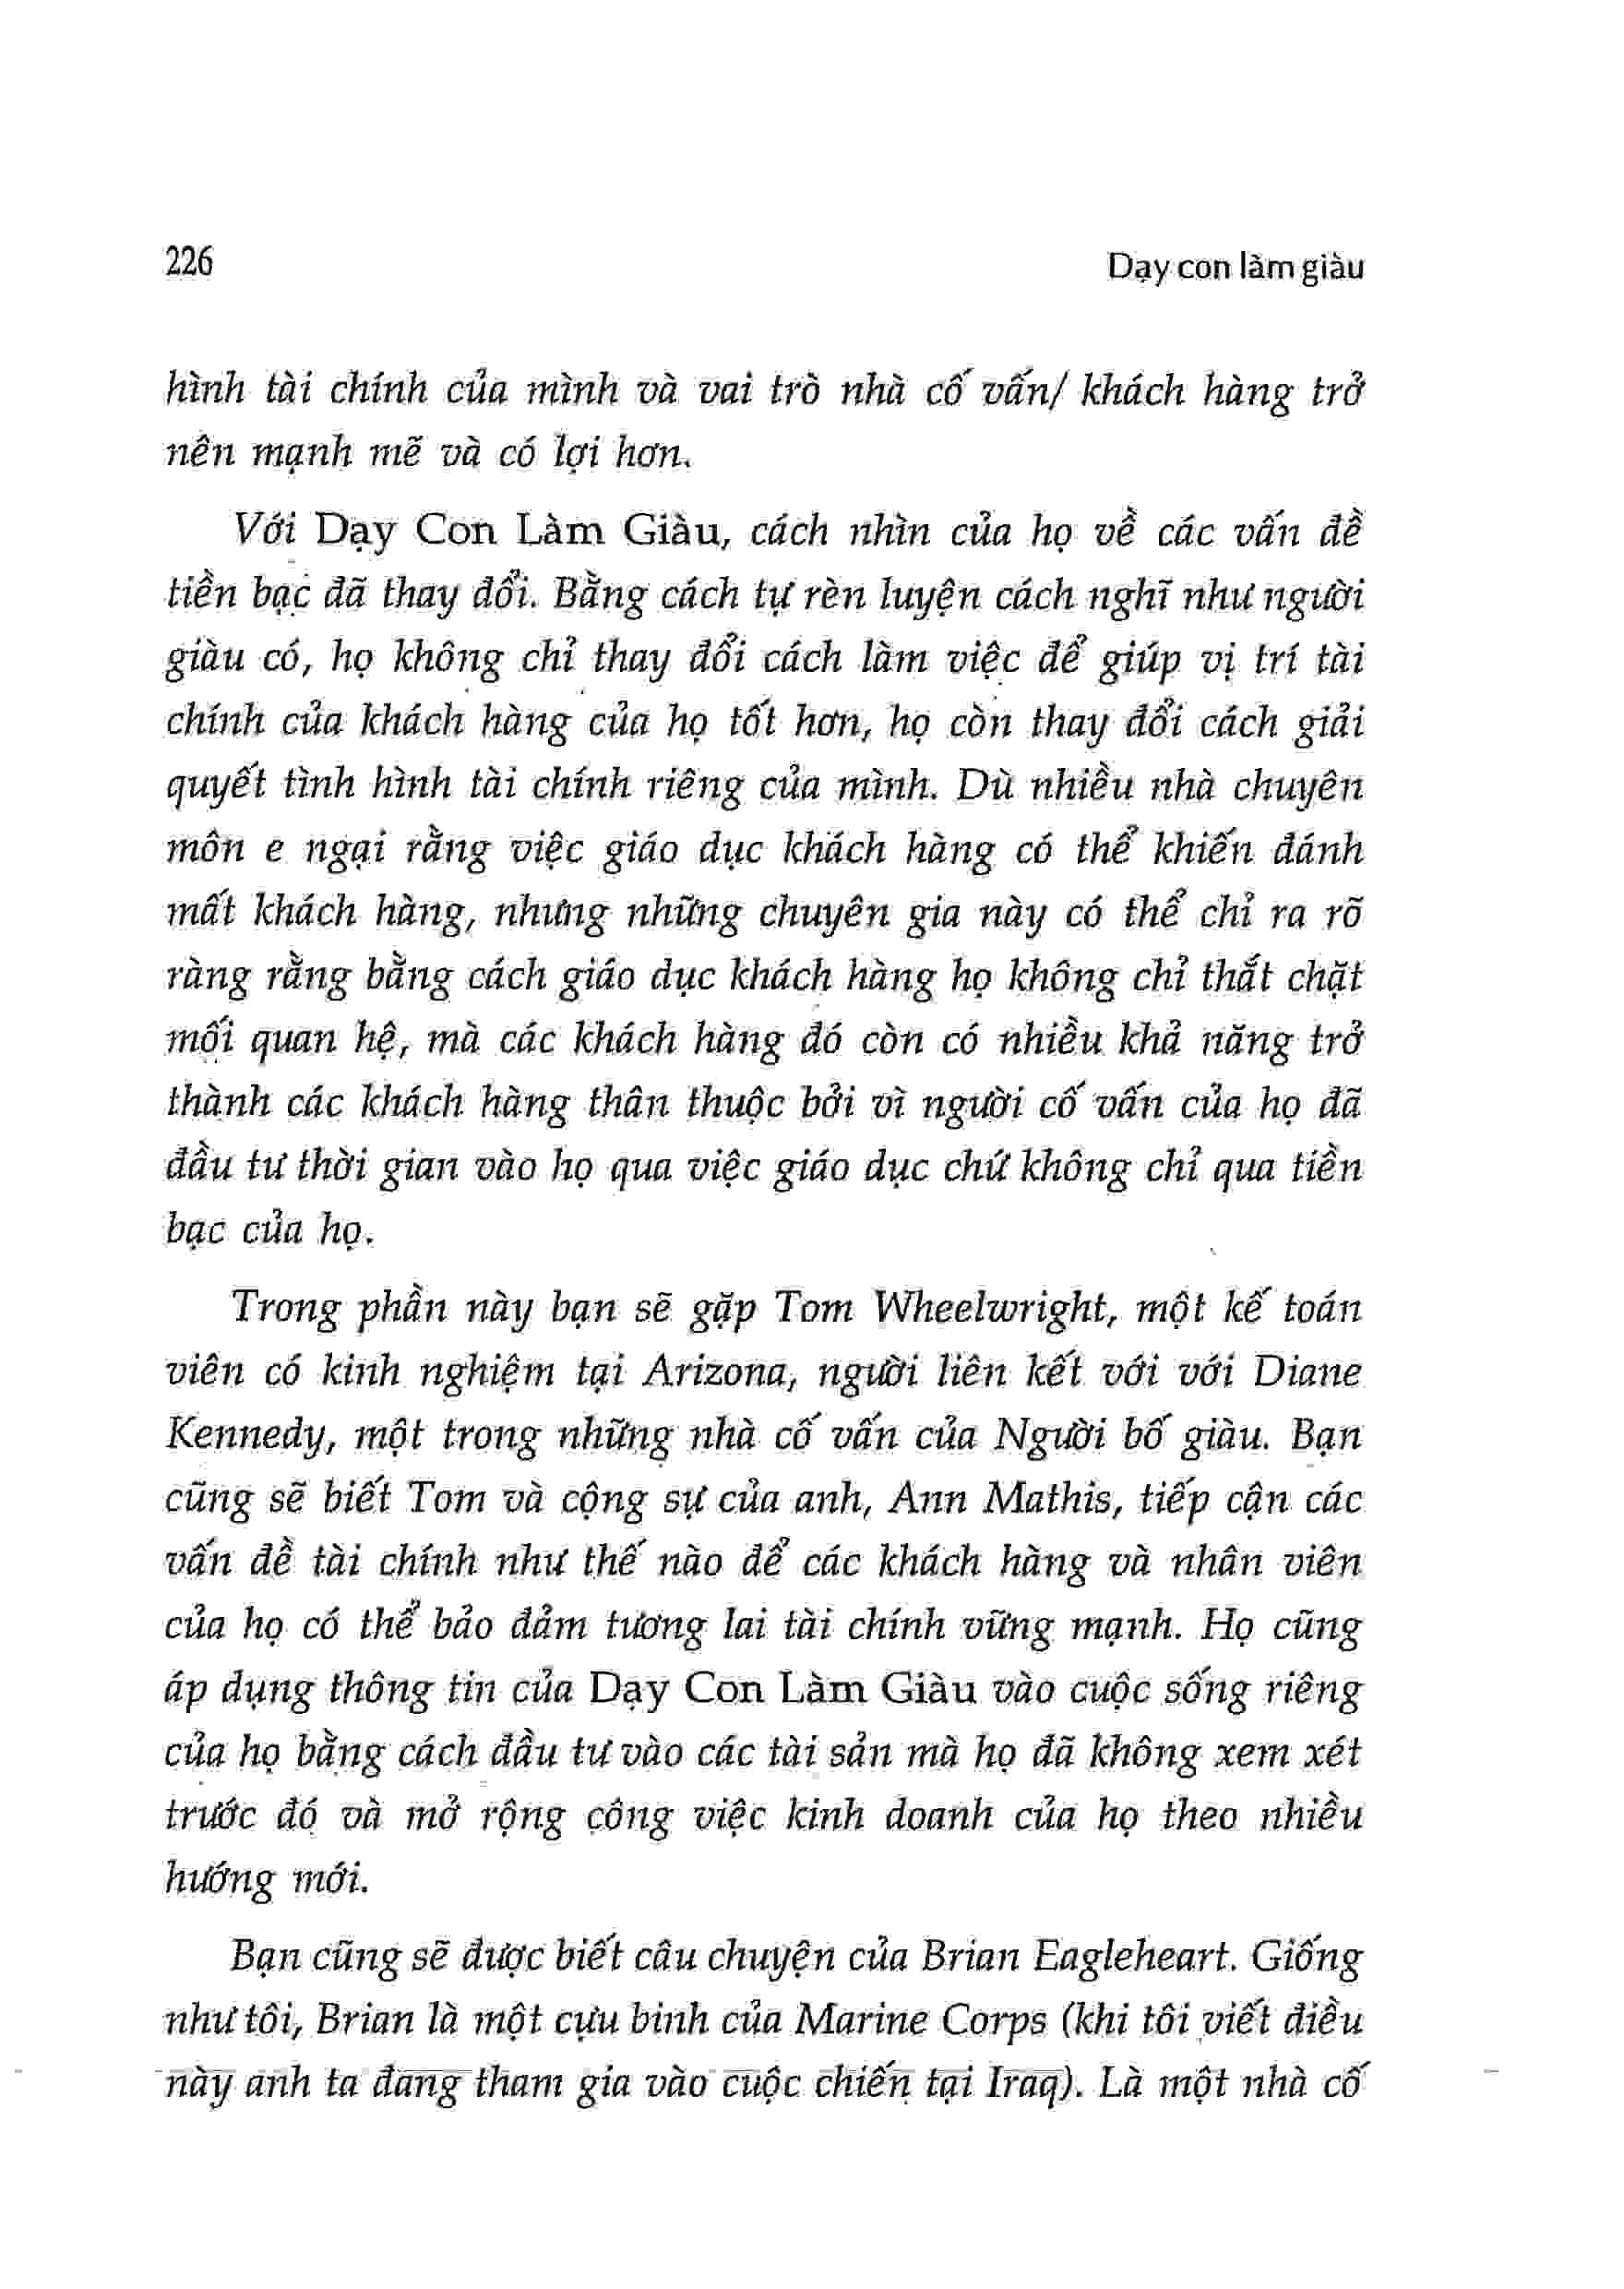 226
Dạy con làm giàu
hình tài chính của mình và vai trò nhà cố vấn/ khách hàng trở
nên mạnh mẽ và có lợi hơn.
Với Dạy Con Làm Giàu, cách nhìn của họ về các vấn đề
tiền bạc đã thay đổi. Bằng cách tự rèn luyện cách nghĩ như người
giàu có, họ không chỉ thay đổi cách làm việc để giúp vị trí tài
chính của khách hàng của họ tốt hơn, họ còn thay đổi cách giải
quyết tình hình tài chính riêng của mình. Dù nhiều nhà chuyên
môn e ngại rằng việc giáo dục khách hàng có thể khiến đánh
mất khách hàng, nhưng những chuyên gia này có thể chỉ ra rõ
ràng rằng bằng cách giáo dục khách hàng họ không chỉ thắt chặt
mối quan hệ, mà các khách hàng đó còn có nhiều khả năng trở
thành các khách hàng thân thuộc bởi vì người cố vấn của họ đã
đầu tư thời gian vào họ qua việc giáo dục chứ không chỉ qua tiền
bạc của họ.
Trong phần này bạn sẽ gặp Tom Wheelwright, một kế toán
viên có kinh nghiệm tại Arizona, người liên kết với với Diane
Kennedy, một trong những nhà cố vấn của Người bố giàu. Bạn
cũng sẽ biết Tom và cộng sự của anh, Ann Mathis, tiếp cận các
vấn đề tài chính như thế nào để các khách hàng và nhân viên
của họ có thể bảo đảm tương lai tài chính vững mạnh. Họ cũng
áp dụng thông tin của Dạy Con Làm Giàu vào cuộc sống riêng
của họ bằng cách đầu tư vào các tài sản mà họ đã không xem xét
trước đó và mở rộng công việc kinh doanh của họ theo nhiều
hướng mới.
Bạn cũng sẽ được biết câu chuyện của Brian Eagleheart. Giống
như tôi, Brian là một cựu binh của Marine Corps (khi tôi viết điều
này anh ta đang tham gia vào cuộc chiến tại Iraq). Là một nhà cố